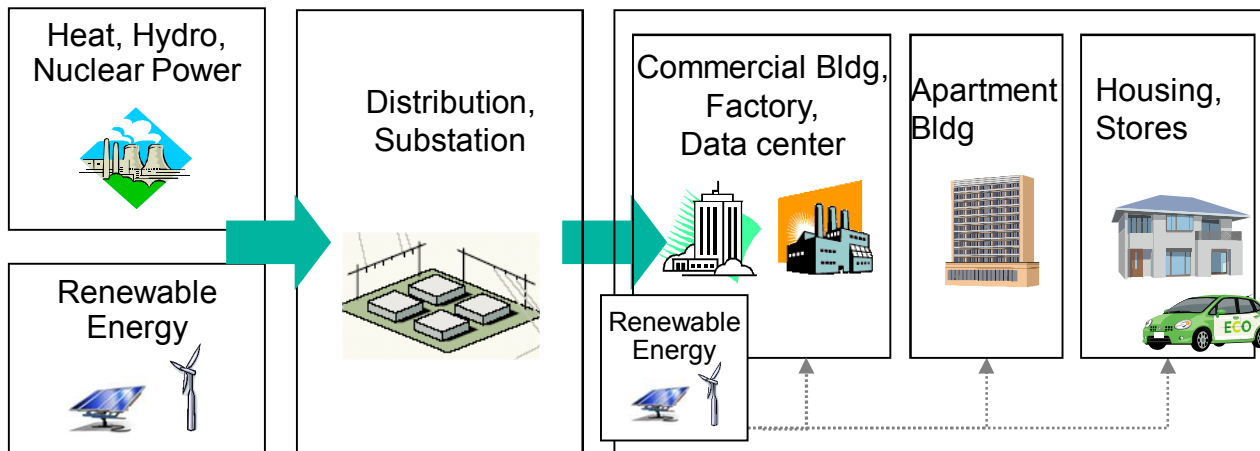 Heat, Hydro,
Nuclear Power
Renewable
Energy
Distribution,
Substation
Commercial Bldg,
Factory,
Data center
Renewable
Energy
Apartment
Bldg
Housing,
Stores
ECO